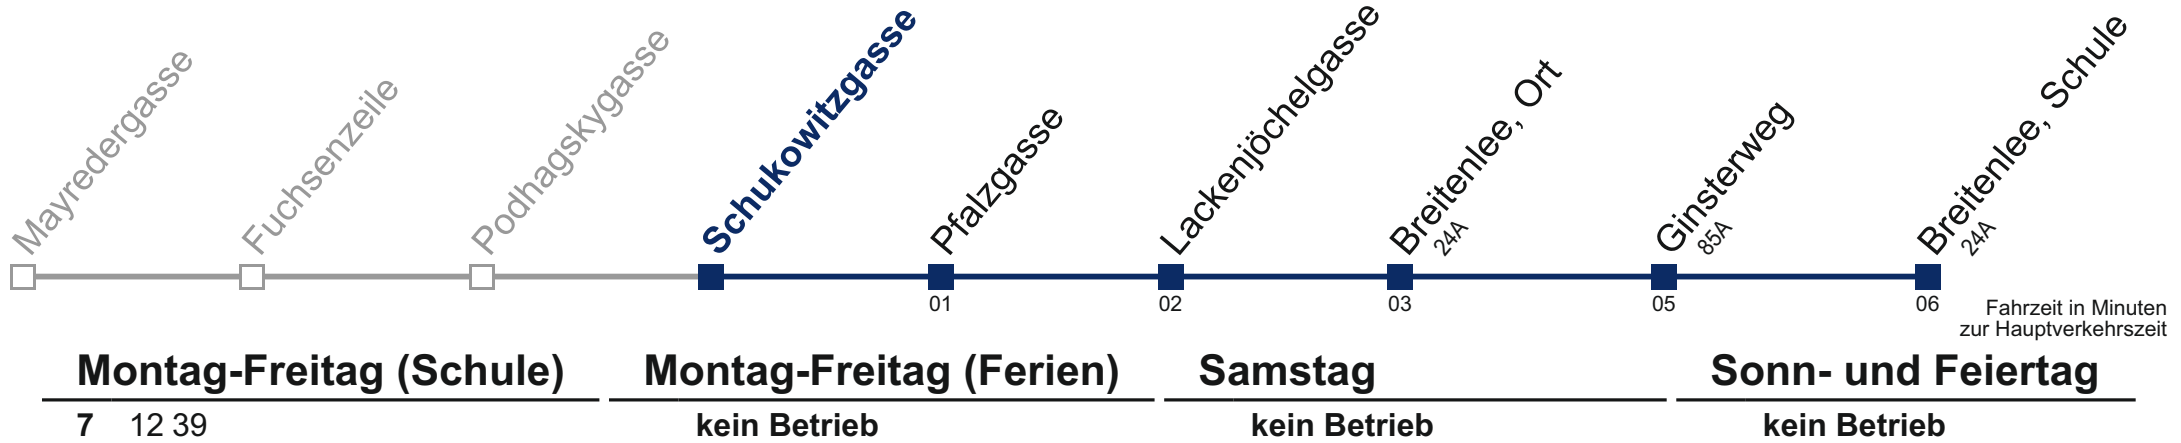 Mayredergasse
Fuchsenzeile
Podhagskygasse
Schukowitzgasse
Pfalzgasse
Lackenjöchelgasse
Breitenlee, Ort
24A
Ginsterweg
85A
Breitenlee, Schule
24A
01 02 03 05 06
Fahrzeit in Minuten
zur Hauptverkehrszeit
Montag-Freitag (Schule) Montag-Freitag (Ferien) Samstag Sonn- und Feiertag
7 12 39 kein Betrieb kein Betrieb kein Betrieb